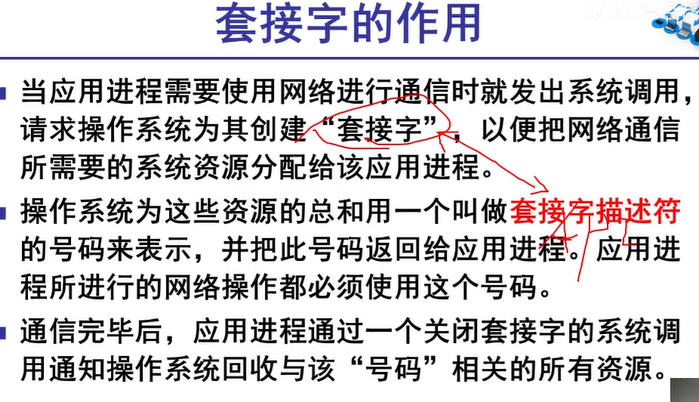 套接字的作用
当应用进程需要使用网络进行通信时就发出系统调用，
请求操作系统为其创建“套接字”，以便把网络通信
所需要的系统资源分配给该应用进程。
操作系统为这些资源的总和用一个叫做套接字描述符
的号码来表示，并把此号码返回给应用进程。应用进
程所进行的网络操作都必须使用这个号码。
通信完毕后，应用进程通过一个关闭套接字的系统调
用通知操作系统回收与该“号码”相关的所有资源。